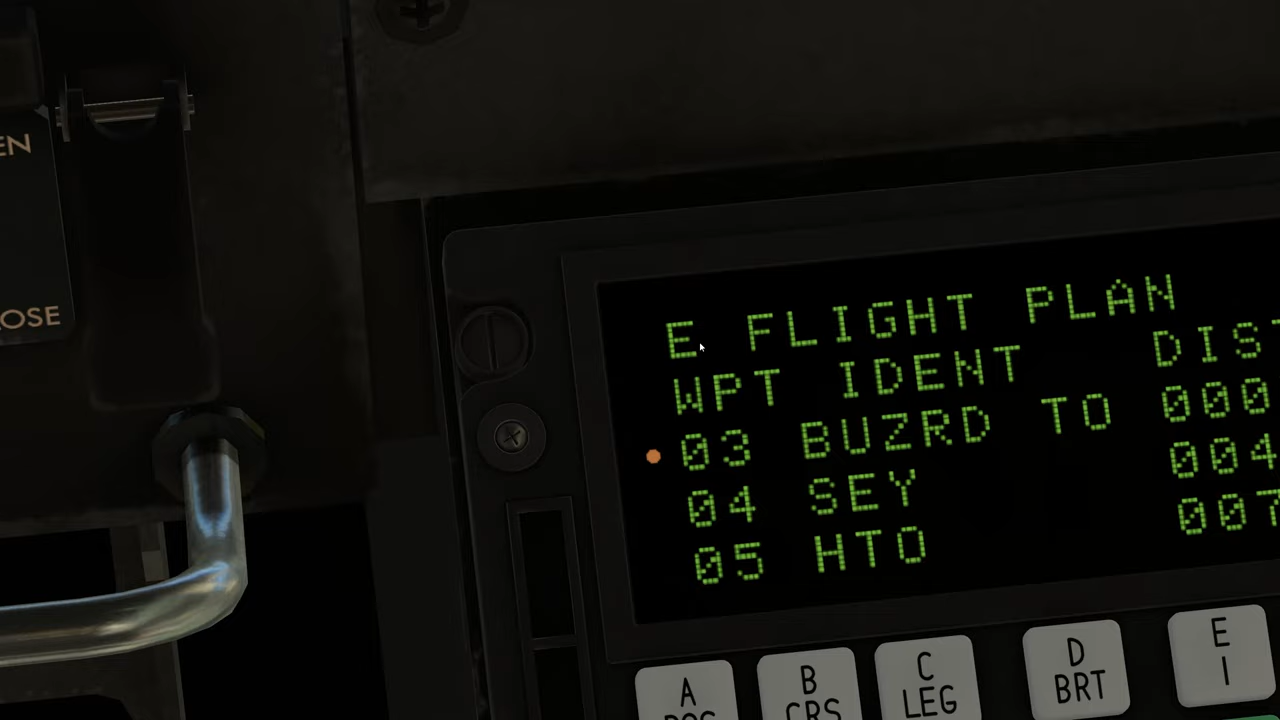 EN
OSE
E FLIGHT PLAN
WPT IDENT DIST
03 BUZRD TO 000
04 SEY 004
05 HTO 007
A B C D E
CRS LEG BRT I